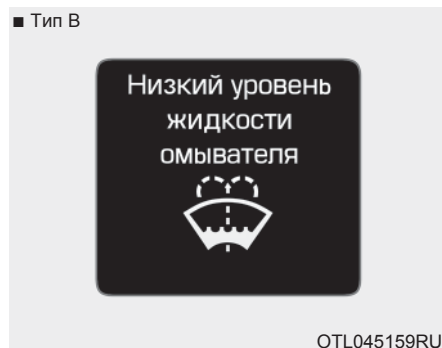 ■ Тип B
Низкий уровень
жидкости
омывателя
OTL045159RU